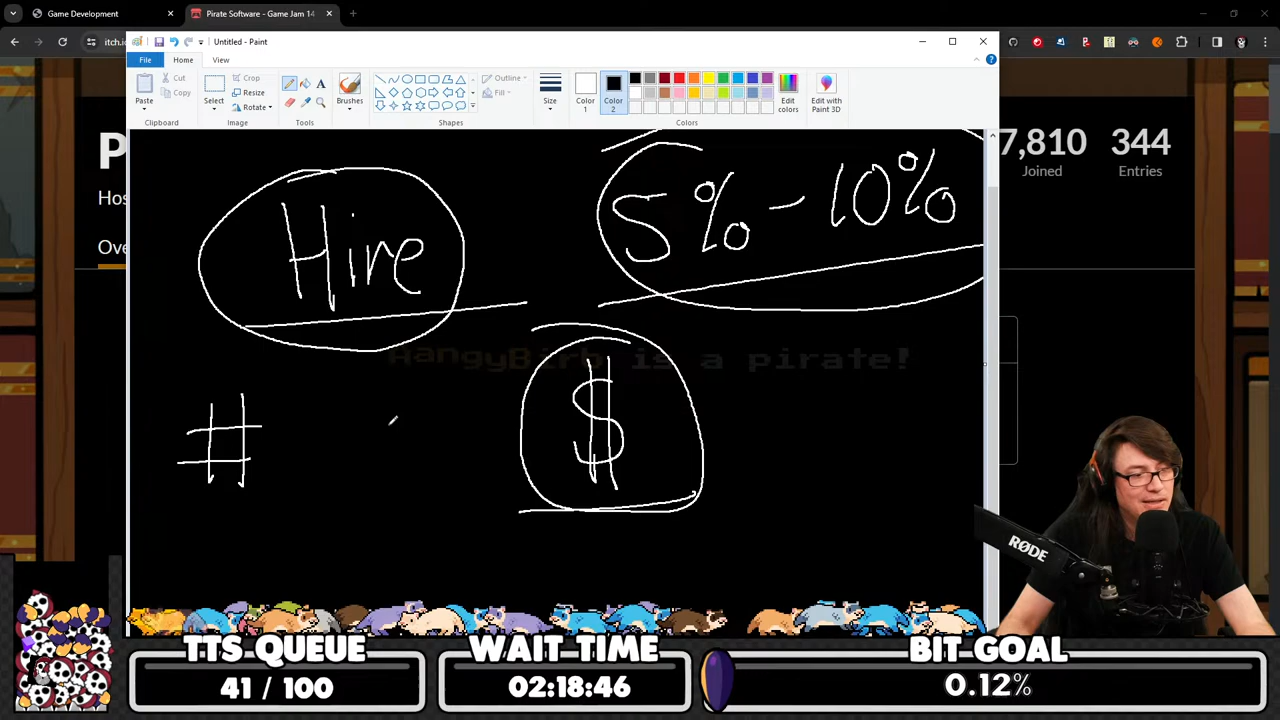 Game Development
Pirate Software - Game Jam 14
itch.io
Untitled - Paint
File Home View
Paste
Cut
Copy
Clipboard
Select
Crop
Resize
Rotate
Image
A
Tools
Brushes
Outline
Fill
Shapes
Size
Color 1
Color 2
Edit colors
Colors
Edit with Paint 3D
P
Hos
Ove
7,810
Joined
344
Entries
Hire
5% - 10%
HangyBirb is a pirate!
#
$
RØDE
TTS QUEUE
41 / 100
WAIT TIME
02:18:46
BIT GOAL
0.12%